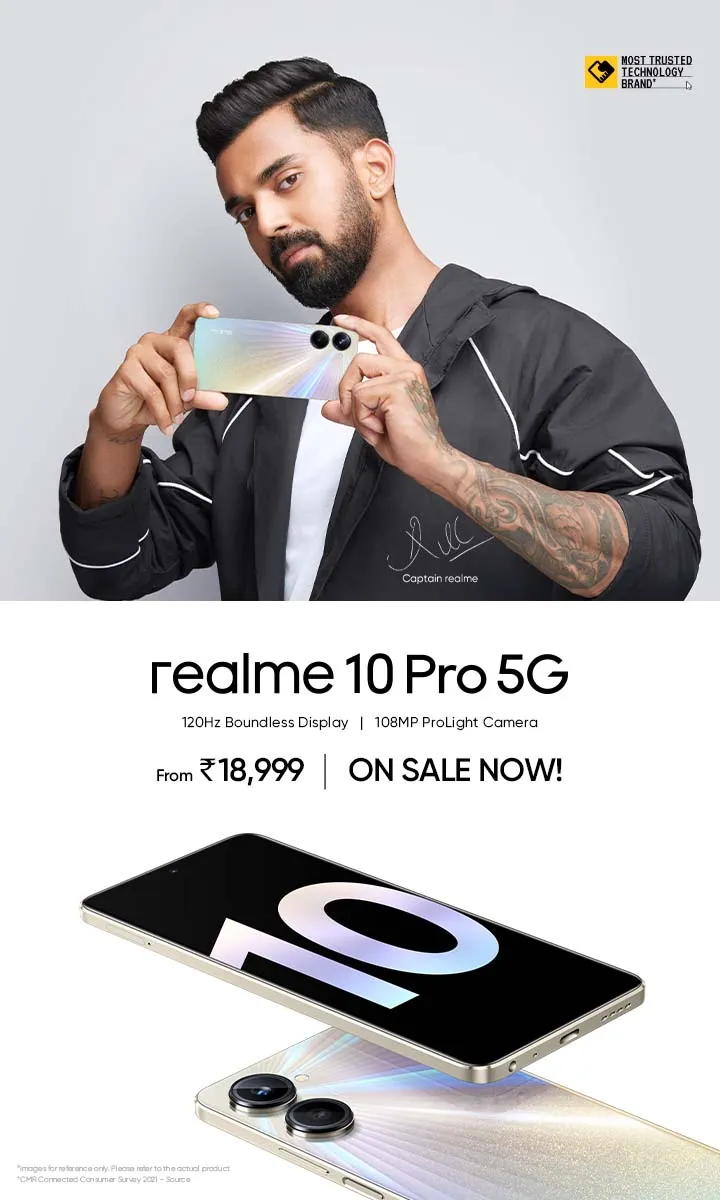 MOST TRUSTED
TECHNOLOGY
BRAND*
realme
Captain realme
realme 10 Pro 5G
120Hz Boundless Display | 108MP ProLight Camera
From ₹18,999 | ON SALE NOW!
10
*Images for reference only. Please refer to the actual product
*CMR Connected Consumer Survey 2021 – Source